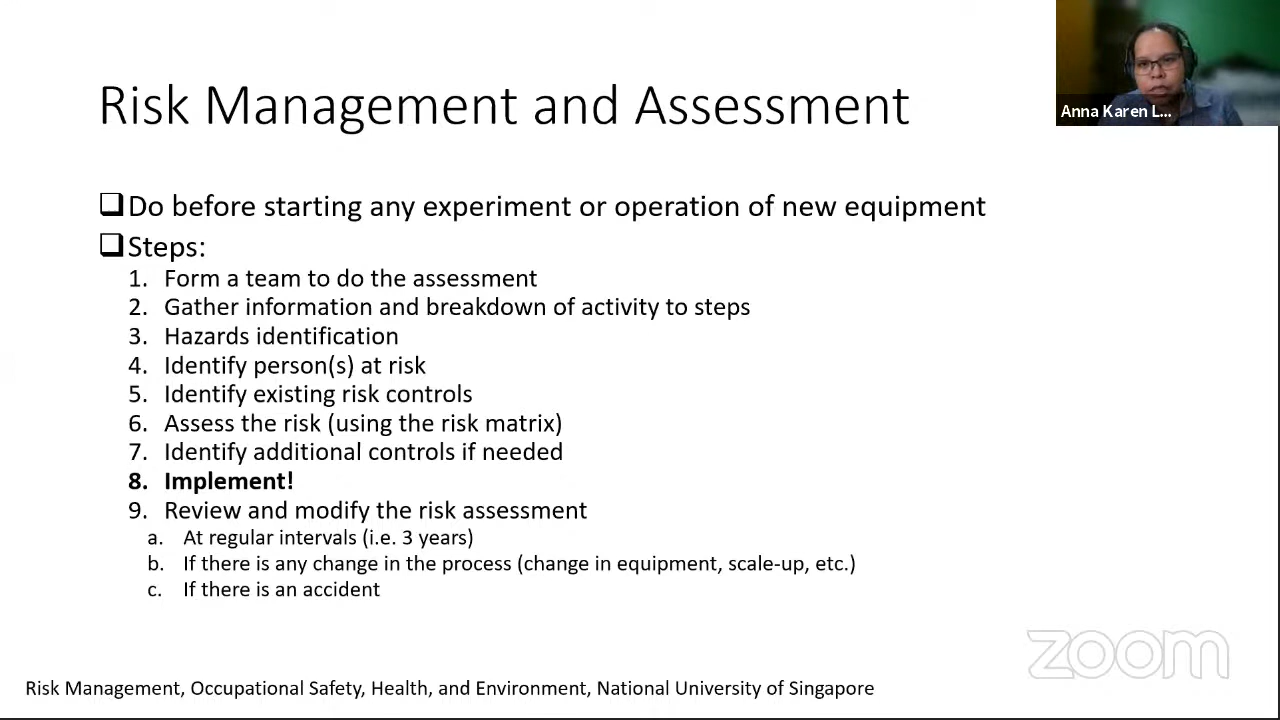 Risk Management and Assessment
Anna Karen L...
❑Do before starting any experiment or operation of new equipment
❑Steps:
1. Form a team to do the assessment
2. Gather information and breakdown of activity to steps
3. Hazards identification
4. Identify person(s) at risk
5. Identify existing risk controls
6. Assess the risk (using the risk matrix)
7. Identify additional controls if needed
8. Implement!
9. Review and modify the risk assessment
a. At regular intervals (i.e. 3 years)
b. If there is any change in the process (change in equipment, scale-up, etc.)
c. If there is an accident
zoom
Risk Management, Occupational Safety, Health, and Environment, National University of Singapore